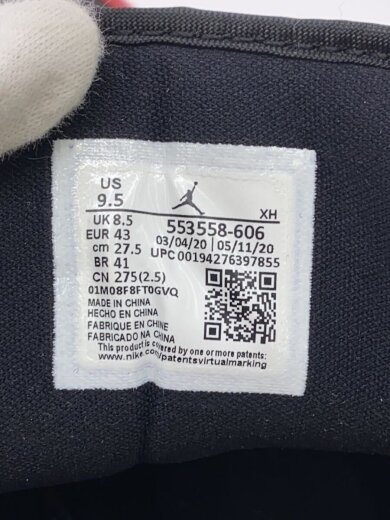 US
9.5
XH
UK 8.5
553558-606
EUR 43
03/04/20 | 05/11/20
cm 27.5
UPC 00194276397855
BR 41
CN 275(2.5)
01M08F8FT0GVQ
MADE IN CHINA
HECHO EN CHINA
FABRIQUE EN CHINE
FABRICADO NA CHINA
This product is covered by one or more patents:
www.nike.com/patentsvirtualmarking